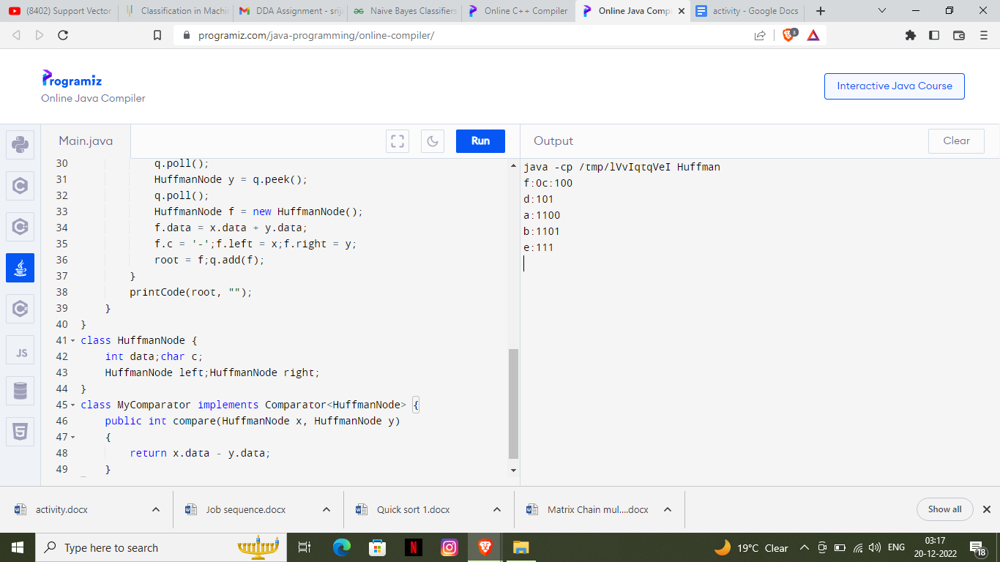 (8402) Support Vector
Classification in Machi
DDA Assignment - srij
Naive Bayes Classifiers
Online C++ Compiler
Online Java Comp
activity - Google Docs
programiz.com/java-programming/online-compiler/
3
Programiz
Online Java Compiler
Interactive Java Course
Main.java
Run
Output
Clear
30 q.poll();
31 HuffmanNode y = q.peek();
32 q.poll();
33 HuffmanNode f = new HuffmanNode();
34 f.data = x.data + y.data;
35 f.c = '-';f.left = x;f.right = y;
36 root = f;q.add(f);
37 }
38 printCode(root, "");
39 }
40 }
41 class HuffmanNode {
42 int data;char c;
43 HuffmanNode left;HuffmanNode right;
44 }
45 class MyComparator implements Comparator<HuffmanNode> {
46 public int compare(HuffmanNode x, HuffmanNode y)
47 {
48 return x.data - y.data;
49 }
java -cp /tmp/lVvIqtqVeI Huffman
f:0c:100
d:101
a:1100
b:1101
e:111
JS
activity.docx
Job sequence.docx
Quick sort 1.docx
Matrix Chain mul....docx
Show all
Type here to search
19°C Clear
ENG
03:17
20-12-2022
18